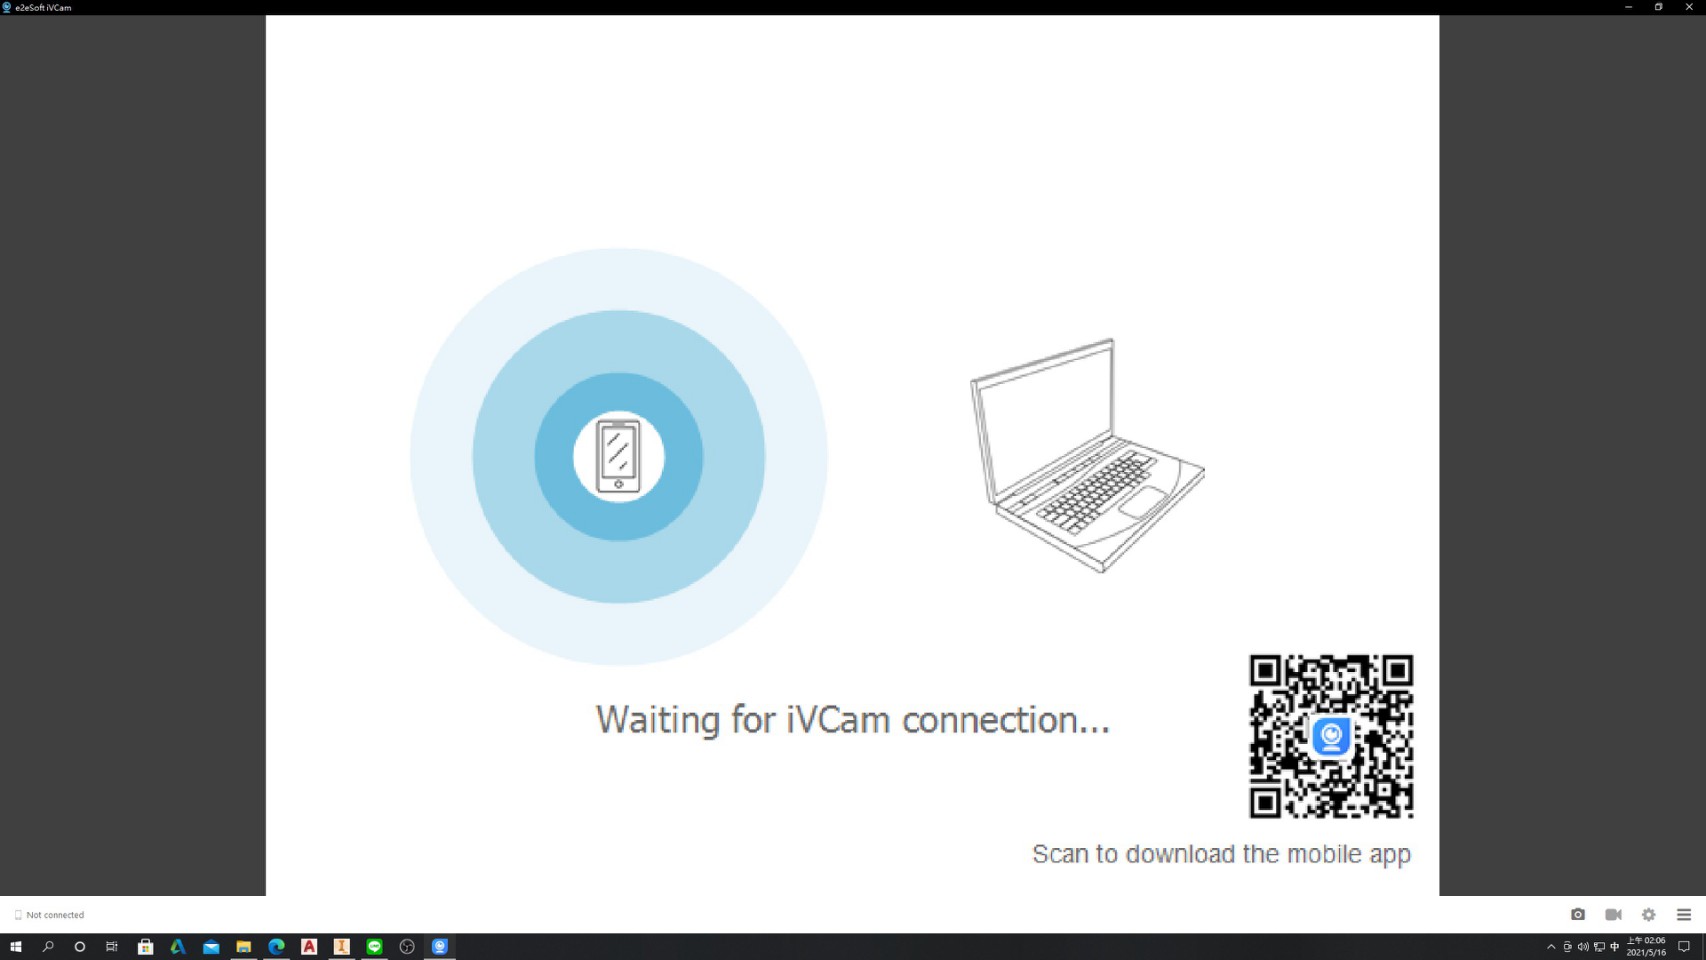 e2eSoft iVCam
Waiting for iVCam connection...
Scan to download the mobile app
Not connected
中
上午 02:06
2021/5/16